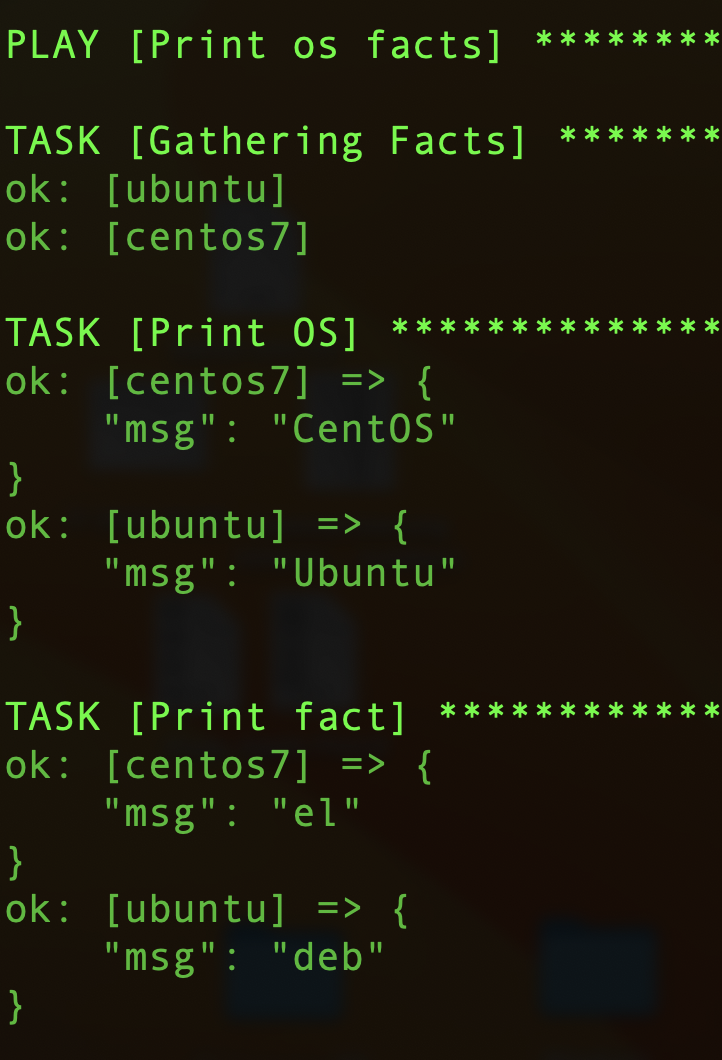 PLAY [Print os facts] ********
TASK [Gathering Facts] *******
ok: [ubuntu]
ok: [centos7]
TASK [Print OS] **************
ok: [centos7] => {
    "msg": "CentOS"
}
ok: [ubuntu] => {
    "msg": "Ubuntu"
}
TASK [Print fact] ************
ok: [centos7] => {
    "msg": "el"
}
ok: [ubuntu] => {
    "msg": "deb"
}